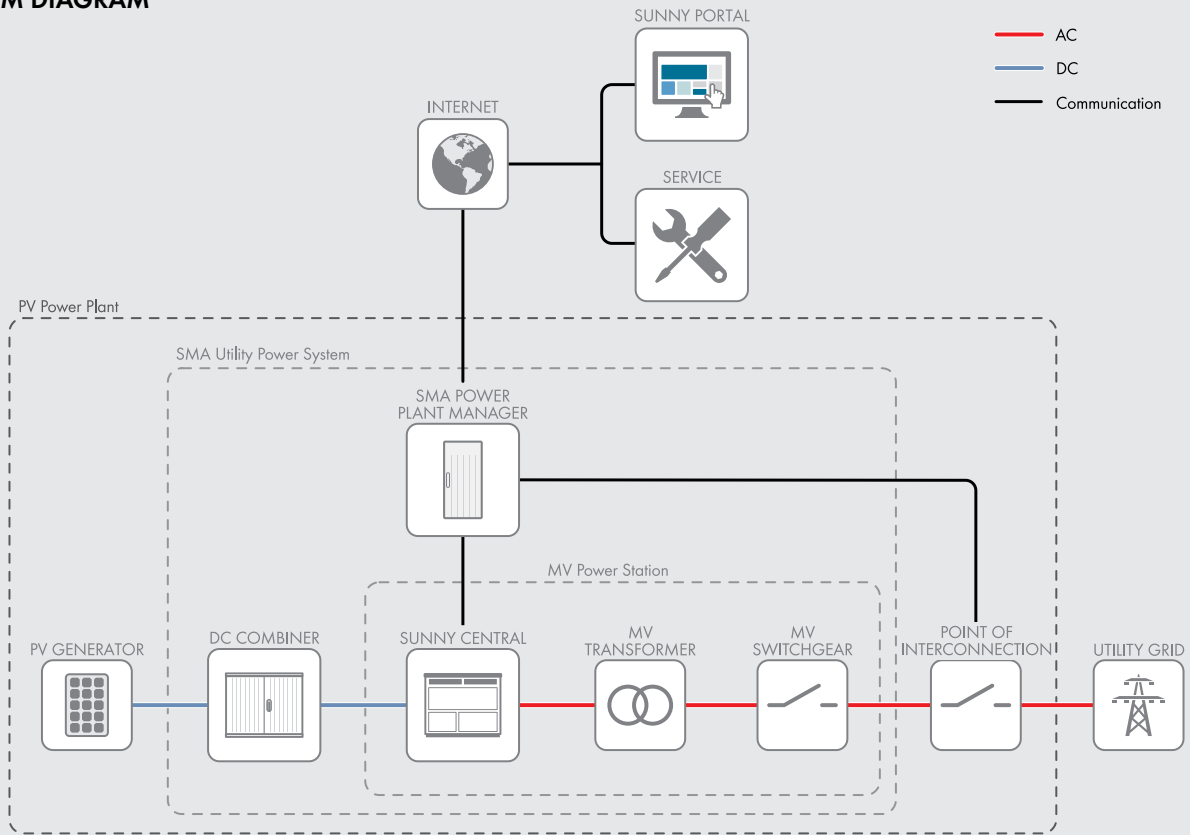 M DIAGRAM
SUNNY PORTAL
AC
DC
Communication
INTERNET
SERVICE
PV Power Plant
SMA Utility Power System
SMA POWER
PLANT MANAGER
MV Power Station
PV GENERATOR
DC COMBINER
SUNNY CENTRAL
MV
TRANSFORMER
MV
SWITCHGEAR
POINT OF
INTERCONNECTION
UTILITY GRID